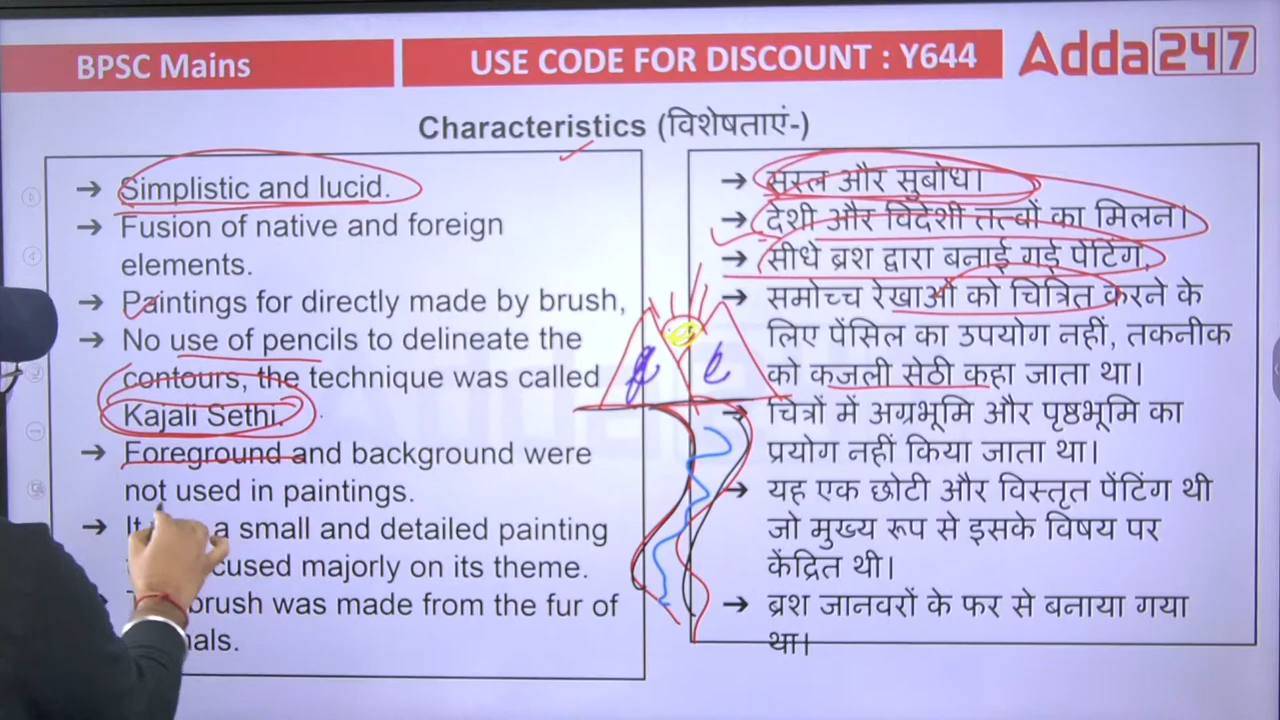 BPSC Mains
USE CODE FOR DISCOUNT : Y644
Adda247
Characteristics (विशेषताएं-)
➔ Simplistic and lucid.
➔ Fusion of native and foreign
elements.
➔ Paintings for directly made by brush,
➔ No use of pencils to delineate the
contours, the technique was called
Kajali Sethi.
➔ Foreground and background were
not used in paintings.
➔ a small and detailed painting
majorly on its theme.
brush was made from the fur of
➔ सरल और सुबोध।
➔ देशी और विदेशी तत्वों का मिलन।
➔ सीधे ब्रश द्वारा बनाई गई पेंटिंग,
➔ समोच्च रेखाओं को चित्रित करने के
लिए पेंसिल का उपयोग नहीं, तकनीक
को कजली सेठी कहा जाता था।
➔ चित्रों में अग्रभूमि और पृष्ठभूमि का
प्रयोग नहीं किया जाता था।
➔ यह एक छोटी और विस्तृत पेंटिंग थी
जो मुख्य रूप से इसके विषय पर
केंद्रित थी।
➔ ब्रश जानवरों के फर से बनाया गया
था।